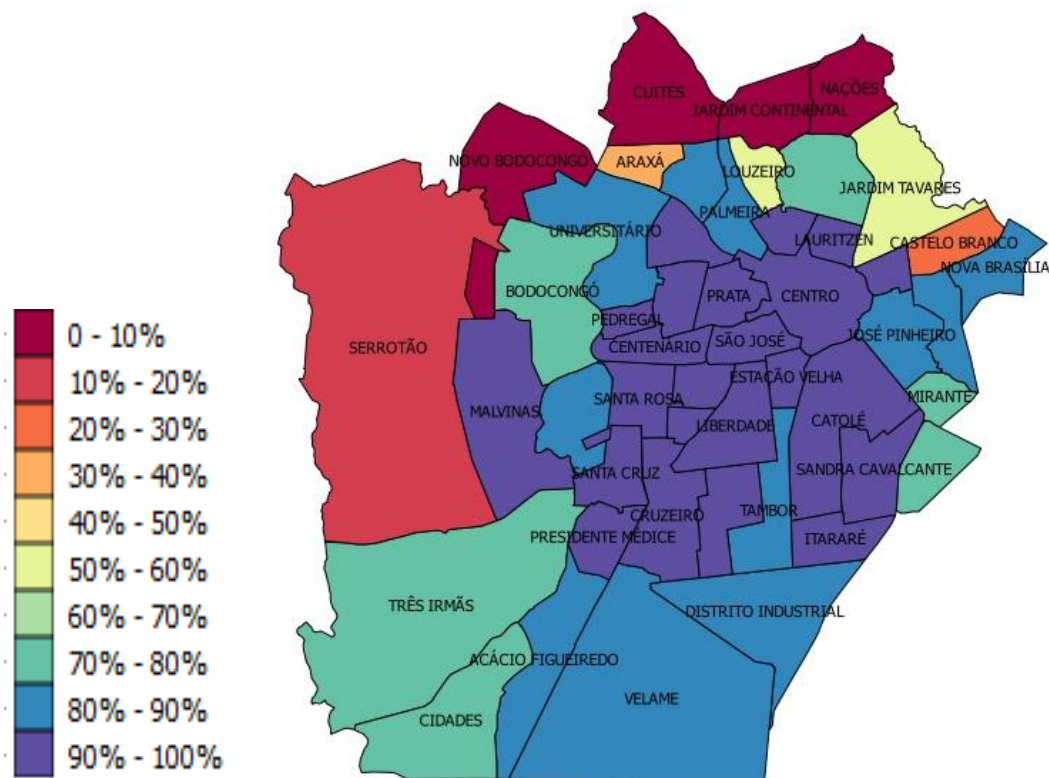 0 - 10%
10% - 20%
20% - 30%
30% - 40%
40% - 50%
50% - 60%
60% - 70%
70% - 80%
80% - 90%
90% - 100%
CUITÉS
NAÇÕES
JARDIM CONTINENTAL
NOVO BODOCONGO
ARAXÁ
LOUZEIRO
JARDIM TAVARES
PALMEIRA
UNIVERSITÁRIO
LAURITZEN
CASTELO BRANCO
NOVA BRASÍLIA
BODOCONGÓ
PRATA
CENTRO
PEDREGAL
JOSÉ PINHEIRO
SERROTÃO
CENTENÁRIO
SÃO JOSÉ
ESTAÇÃO VELHA
MIRANTE
SANTA ROSA
MALVINAS
LIBERDADE
CATOLÉ
SANTA CRUZ
SANDRA CAVALCANTE
CRUZEIRO
TAMBOR
PRESIDENTE MÉDICE
ITARARÉ
TRÊS IRMÃS
DISTRITO INDUSTRIAL
ACÁCIO FIGUEIREDO
VELAME
CIDADES